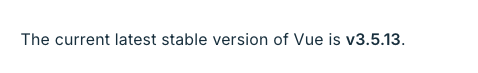 The current latest stable version of Vue is v3.5.13.